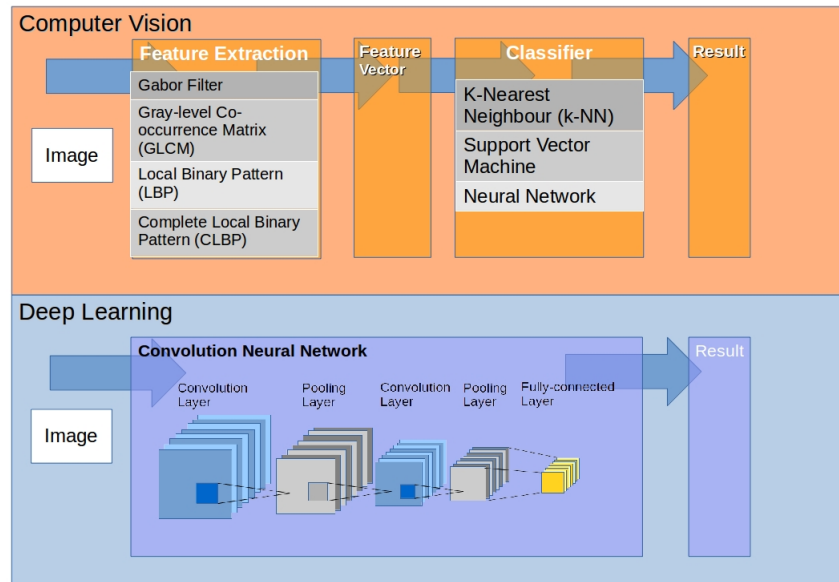 Computer Vision
Feature Extraction
Feature
Vector
Classifier
Result
Image
Gabor Filter
Gray-level Co-
occurrence Matrix
(GLCM)
Local Binary Pattern
(LBP)
Complete Local Binary
Pattern (CLBP)
K-Nearest
Neighbour (k-NN)
Support Vector
Machine
Neural Network
Deep Learning
Convolution Neural Network
Result
Image
Convolution
Layer
Pooling
Layer
Convolution
Layer
Pooling
Layer
Fully-connected
Layer